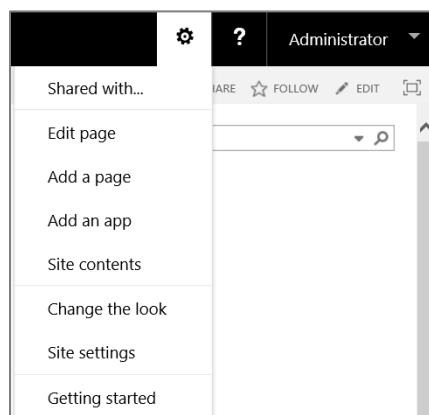 ? Administrator
Shared with...
ARE FOLLOW EDIT
Edit page
Add a page
Add an app
Site contents
Change the look
Site settings
Getting started